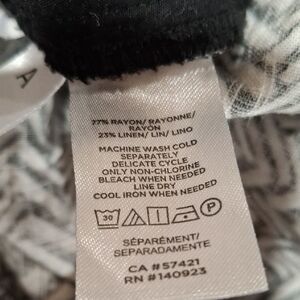 A
77% RAYON/ RAYONNE/
RAYON
23% LINEN/ LIN/ LINO
MACHINE WASH COLD
SEPARATELY
DELICATE CYCLE
ONLY NON-CHLORINE
BLEACH WHEN NEEDED
LINE DRY
COOL IRON WHEN NEEDED
30 P
SÉPARÉMENT/
SEPARADAMENTE
CA #57421
RN #140923